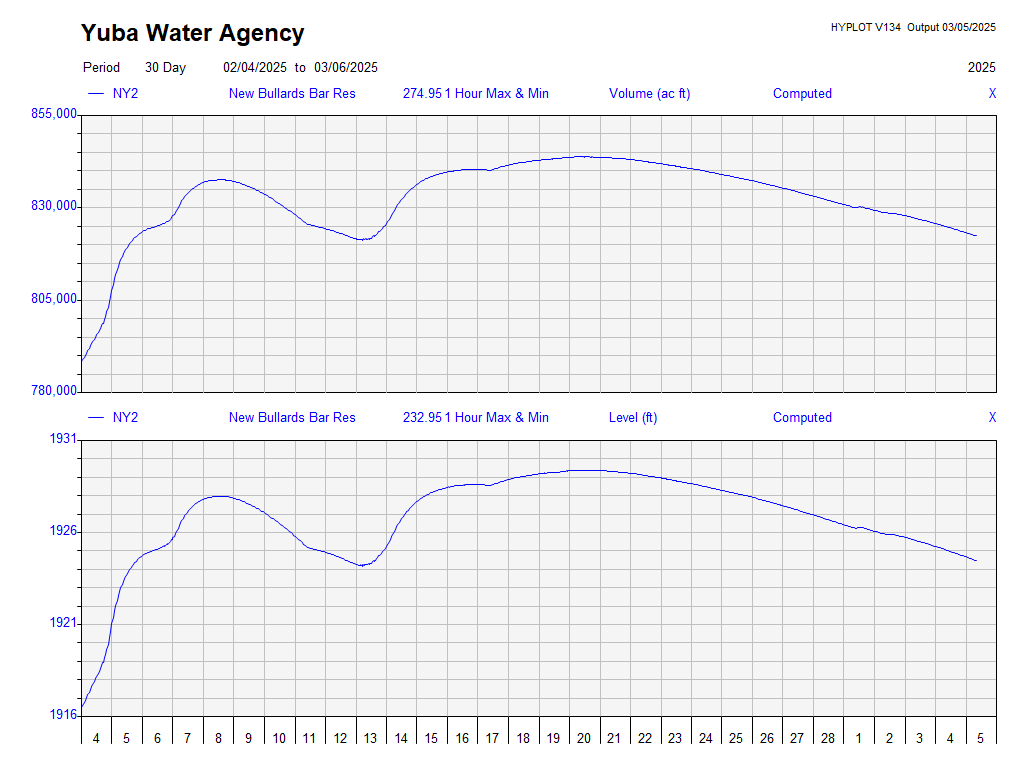 Yuba Water Agency
HYPLOT V134 Output 03/05/2025
Period 30 Day 02/04/2025 to 03/06/2025 2025
NY2 New Bullards Bar Res 274.95 1 Hour Max & Min Volume (ac ft) Computed X
855,000
830,000
805,000
780,000
NY2 New Bullards Bar Res 232.95 1 Hour Max & Min Level (ft) Computed X
1931
1926
1921
1916
4 5 6 7 8 9 10 11 12 13 14 15 16 17 18 19 20 21 22 23 24 25 26 27 28 1 2 3 4 5